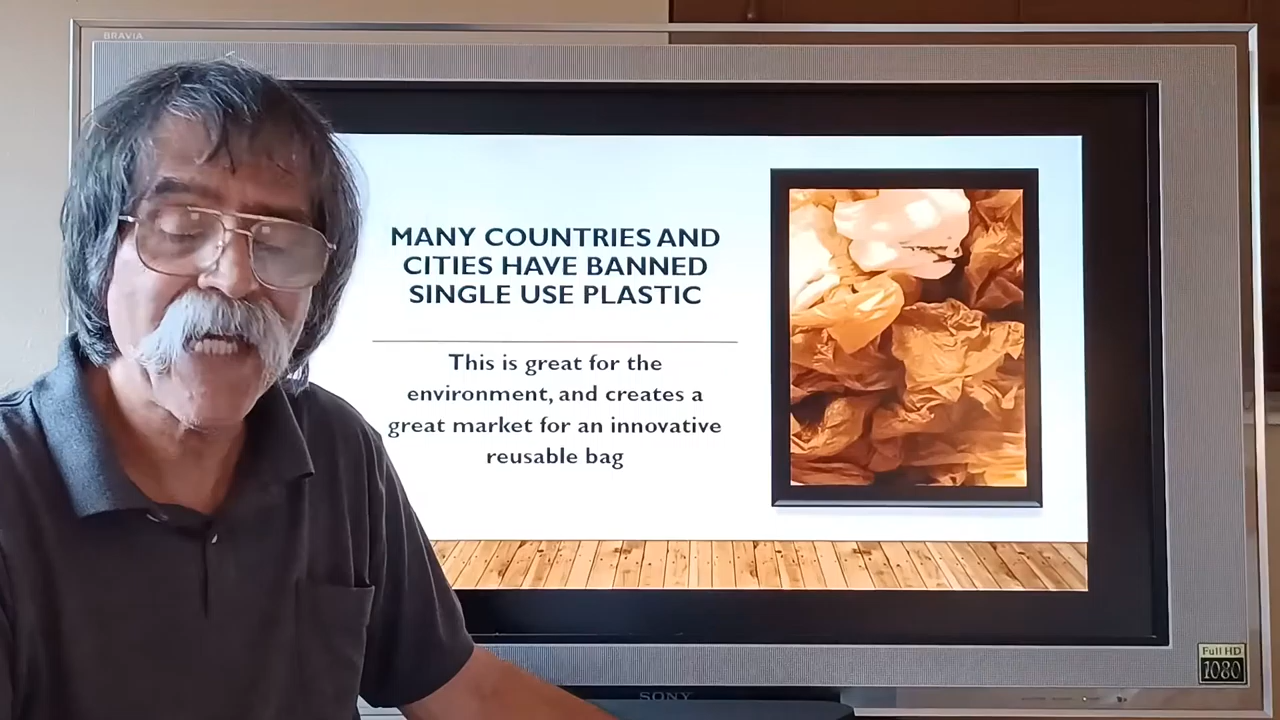 BRAVIA
MANY COUNTRIES AND
CITIES HAVE BANNED
SINGLE USE PLASTIC
This is great for the
environment, and creates a
great market for an innovative
reusable bag
Full HD
1080
SONY